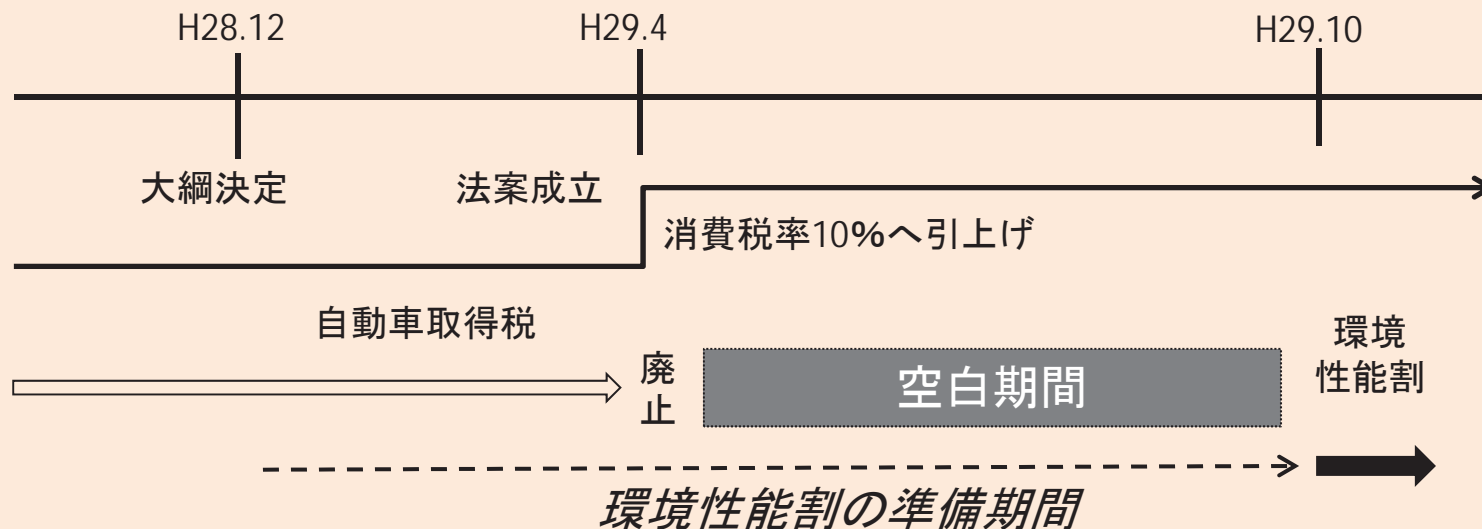 H28.12
H29.4
H29.10
大綱決定
法案成立
消費税率10%へ引上げ
自動車取得税
廃止
空白期間
環境
性能割
環境性能割の準備期間